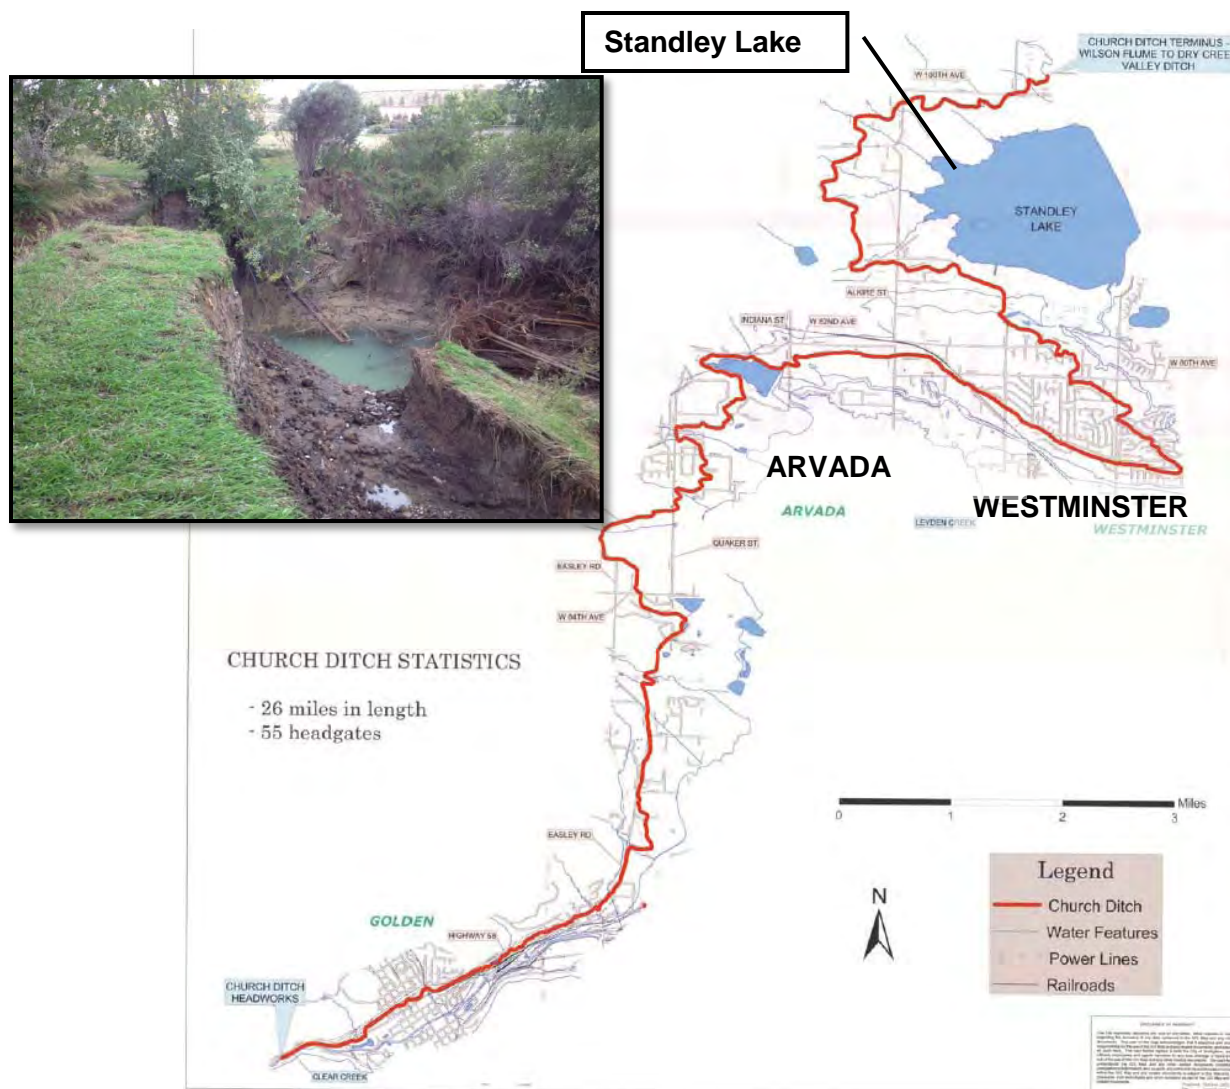 Standley Lake
CHURCH DITCH TERMINUS -
WILSON FLUME TO DRY CREE
VALLEY DITCH
W 100TH AVE
STANDLEY
LAKE
ALKIRE ST
INDIANA ST
W 82ND AVE
W 80TH AVE
ARVADA
WESTMINSTER
ARVADA
LEYDEN CREEK
WESTMINSTER
QUAKER ST
EASLEY RD
W 64TH AVE
CHURCH DITCH STATISTICS
- 26 miles in length
- 55 headgates
Miles
0 1 2 3
EASLEY RD
Legend
Church Ditch
Water Features
Power Lines
Railroads
N
GOLDEN
HIGHWAY 58
CHURCH DITCH
HEADWORKS
CLEAR CREEK